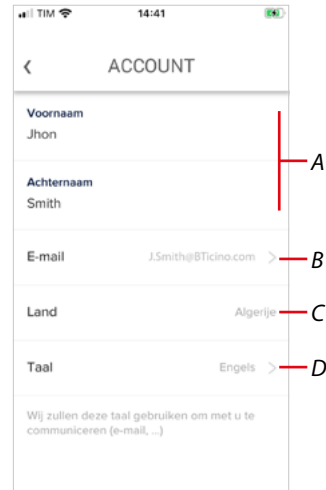 TIM 14:41
ACCOUNT
Voornaam
Jhon
A
Achternaam
Smith
E-mail J.Smith@BTicino.com B
Land Algerije C
Taal Engels D
Wij zullen deze taal gebruiken om met u te
communiceren (e-mail, ...)